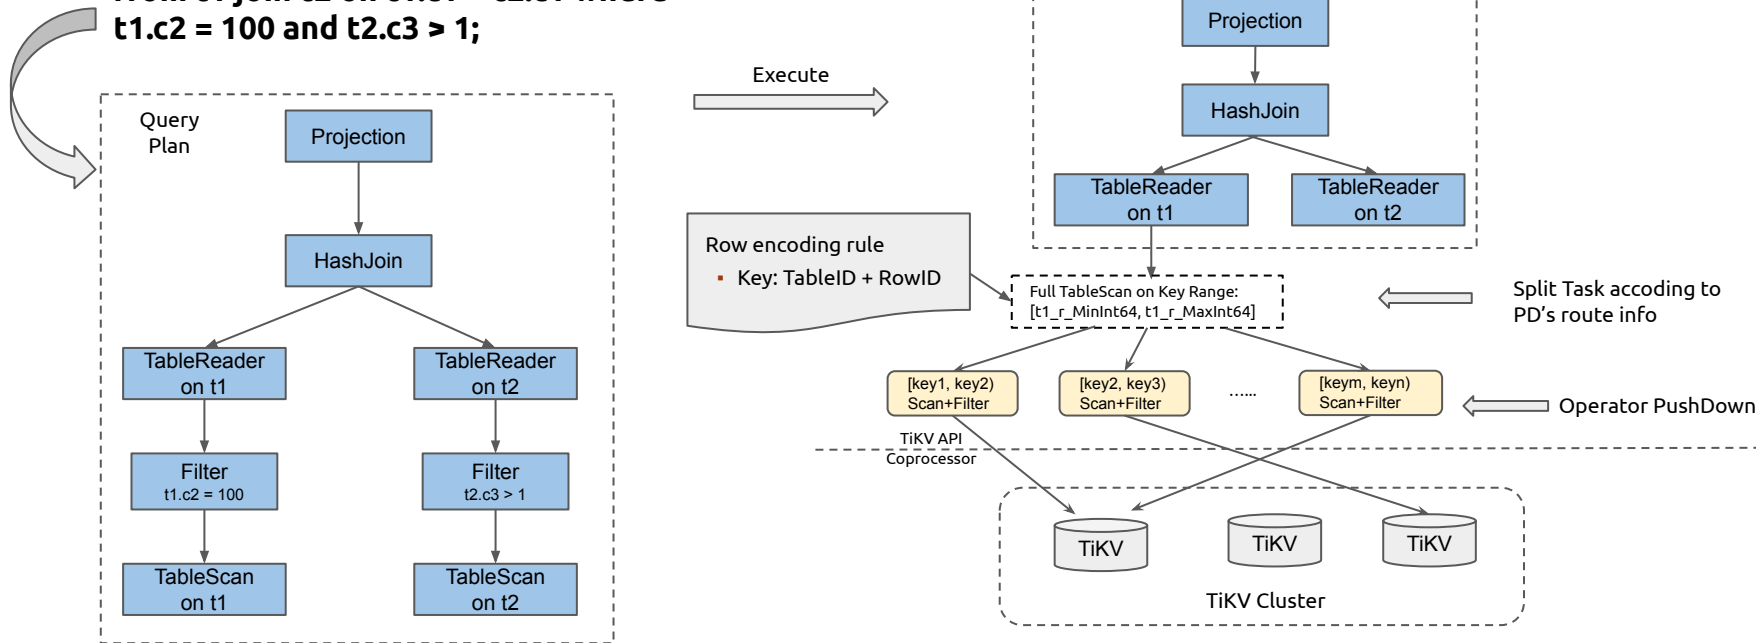 t1.c2 = 100 and t2.c3 > 1;
Query
Plan
Projection
HashJoin
TableReader
on t1
TableReader
on t2
Filter
t1.c2 = 100
Filter
t2.c3 > 1
TableScan
on t1
TableScan
on t2
Execute
Projection
HashJoin
TableReader
on t1
TableReader
on t2
Row encoding rule
▪ Key: TableID + RowID
Full TableScan on Key Range:
[t1_r_MinInt64, t1_r_MaxInt64]
Split Task accoding to
PD's route info
[key1, key2)
Scan+Filter
[key2, key3)
Scan+Filter
......
[keym, keyn)
Scan+Filter
Operator PushDown
TiKV API
Coprocessor
TiKV
TiKV
TiKV
TiKV Cluster